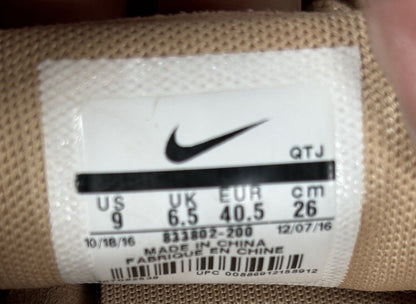 QTJ
US UK EUR cm
9 6.5 40.5 26
833802-200
10/18/16 12/07/16
MADE IN CHINA
FABRIQUE EN CHINE
UPC 00886912158912